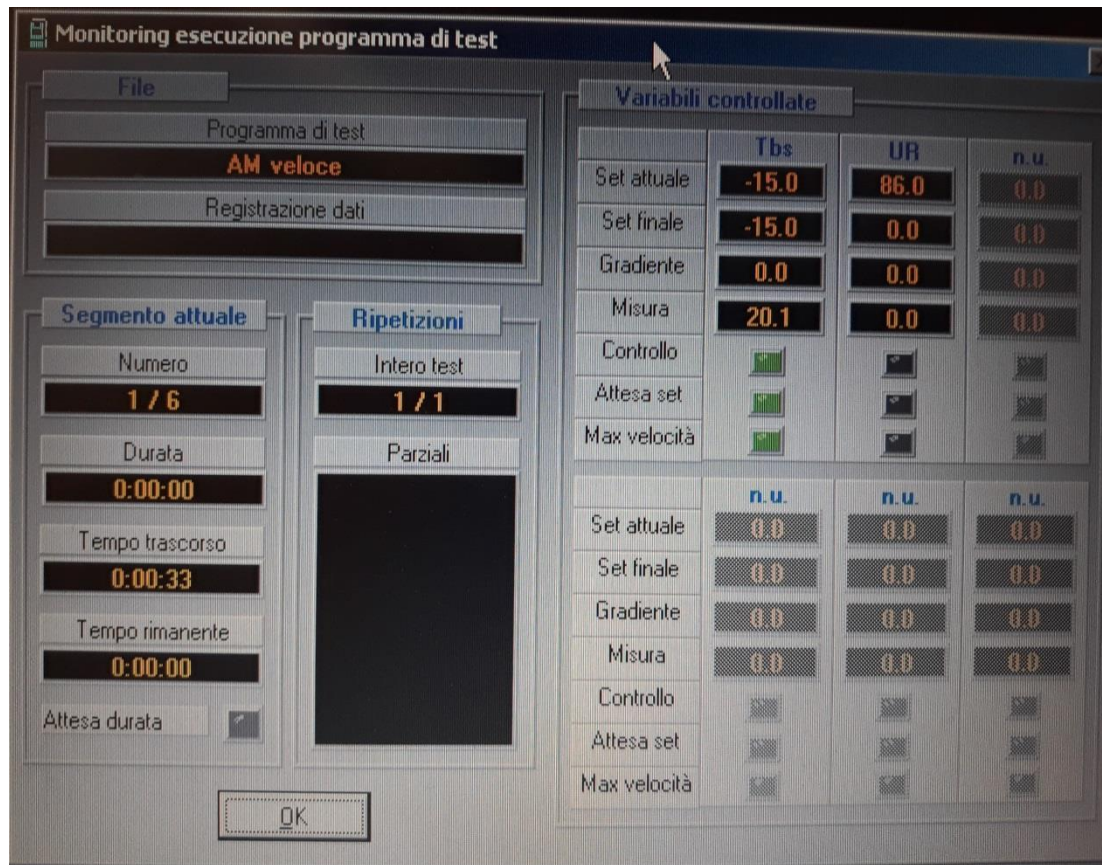 Monitoring esecuzione programma di test
File
Programma di test
AM veloce
Registrazione dati
Segmento attuale
Numero
1 / 6
Durata
0:00:00
Tempo trascorso
0:00:33
Tempo rimanente
0:00:00
Attesa durata
Ripetizioni
Intero test
1 / 1
Parziali
OK
Variabili controllate
Tbs UR n.u.
Set attuale -15.0 86.0 0.0
Set finale -15.0 0.0 0.0
Gradiente 0.0 0.0 0.0
Misura 20.1 0.0 0.0
Controllo
Attesa set
Max velocità
n.u. n.u. n.u.
Set attuale 0.0 0.0 0.0
Set finale 0.0 0.0 0.0
Gradiente 0.0 0.0 0.0
Misura 0.0 0.0 0.0
Controllo
Attesa set
Max velocità